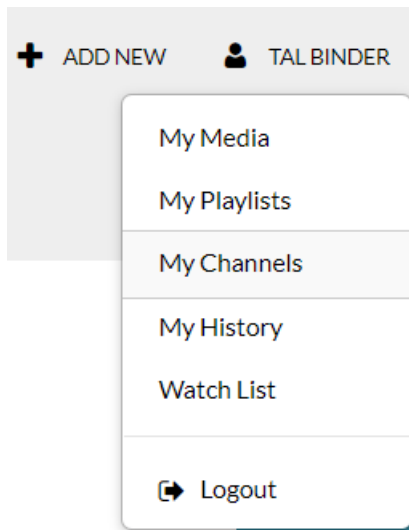 ADD NEW TAL BINDER
My Media
My Playlists
My Channels
My History
Watch List
Logout